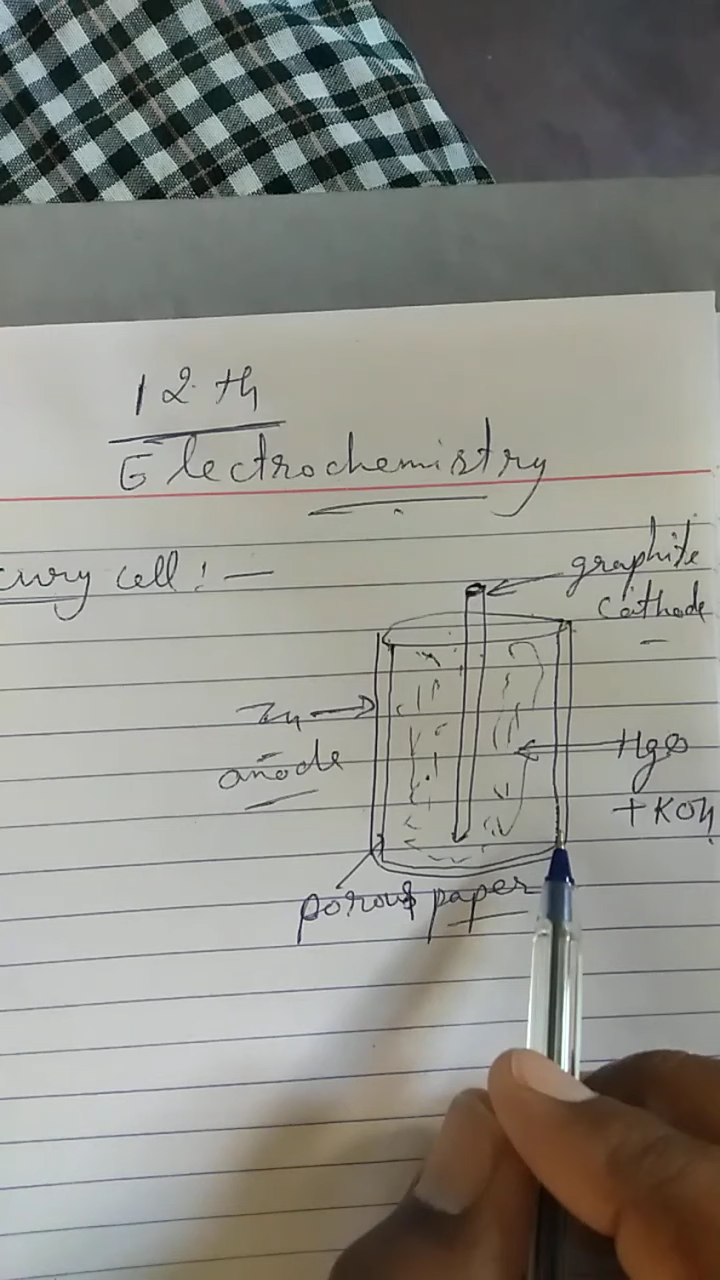 12th
Electrochemistry
cury cell! —
graphite
cathode
Zn
anode
HgO
+ KOH
porous paper